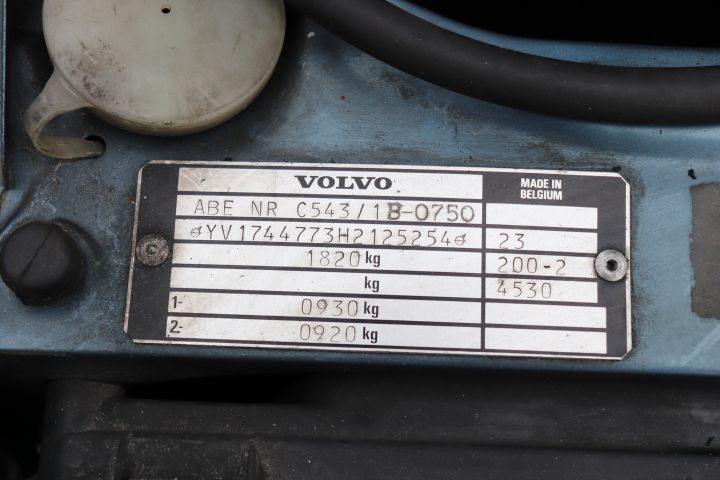 VOLVO
MADE IN
BELGIUM
ABE NR C543/1B-0750
YV1744773H2125254 23
1820 kg 200-2
kg 4530
1- 0930 kg
2.- 0920 kg